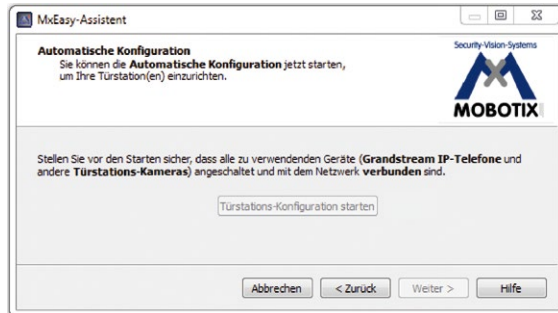 MxEasy-Assistent
Automatische Konfiguration
Sie können die Automatische Konfiguration jetzt starten,
um Ihre Türstation(en) einzurichten.
Security-Vision-Systems
MOBOTIX
Stellen Sie vor den Starten sicher, dass alle zu verwendenden Geräte (Grandstream IP-Telefone und
andere Türstations-Kameras) angeschaltet und mit dem Netzwerk verbunden sind.
Türstations-Konfiguration starten
Abbrechen
< Zurück
Weiter >
Hilfe